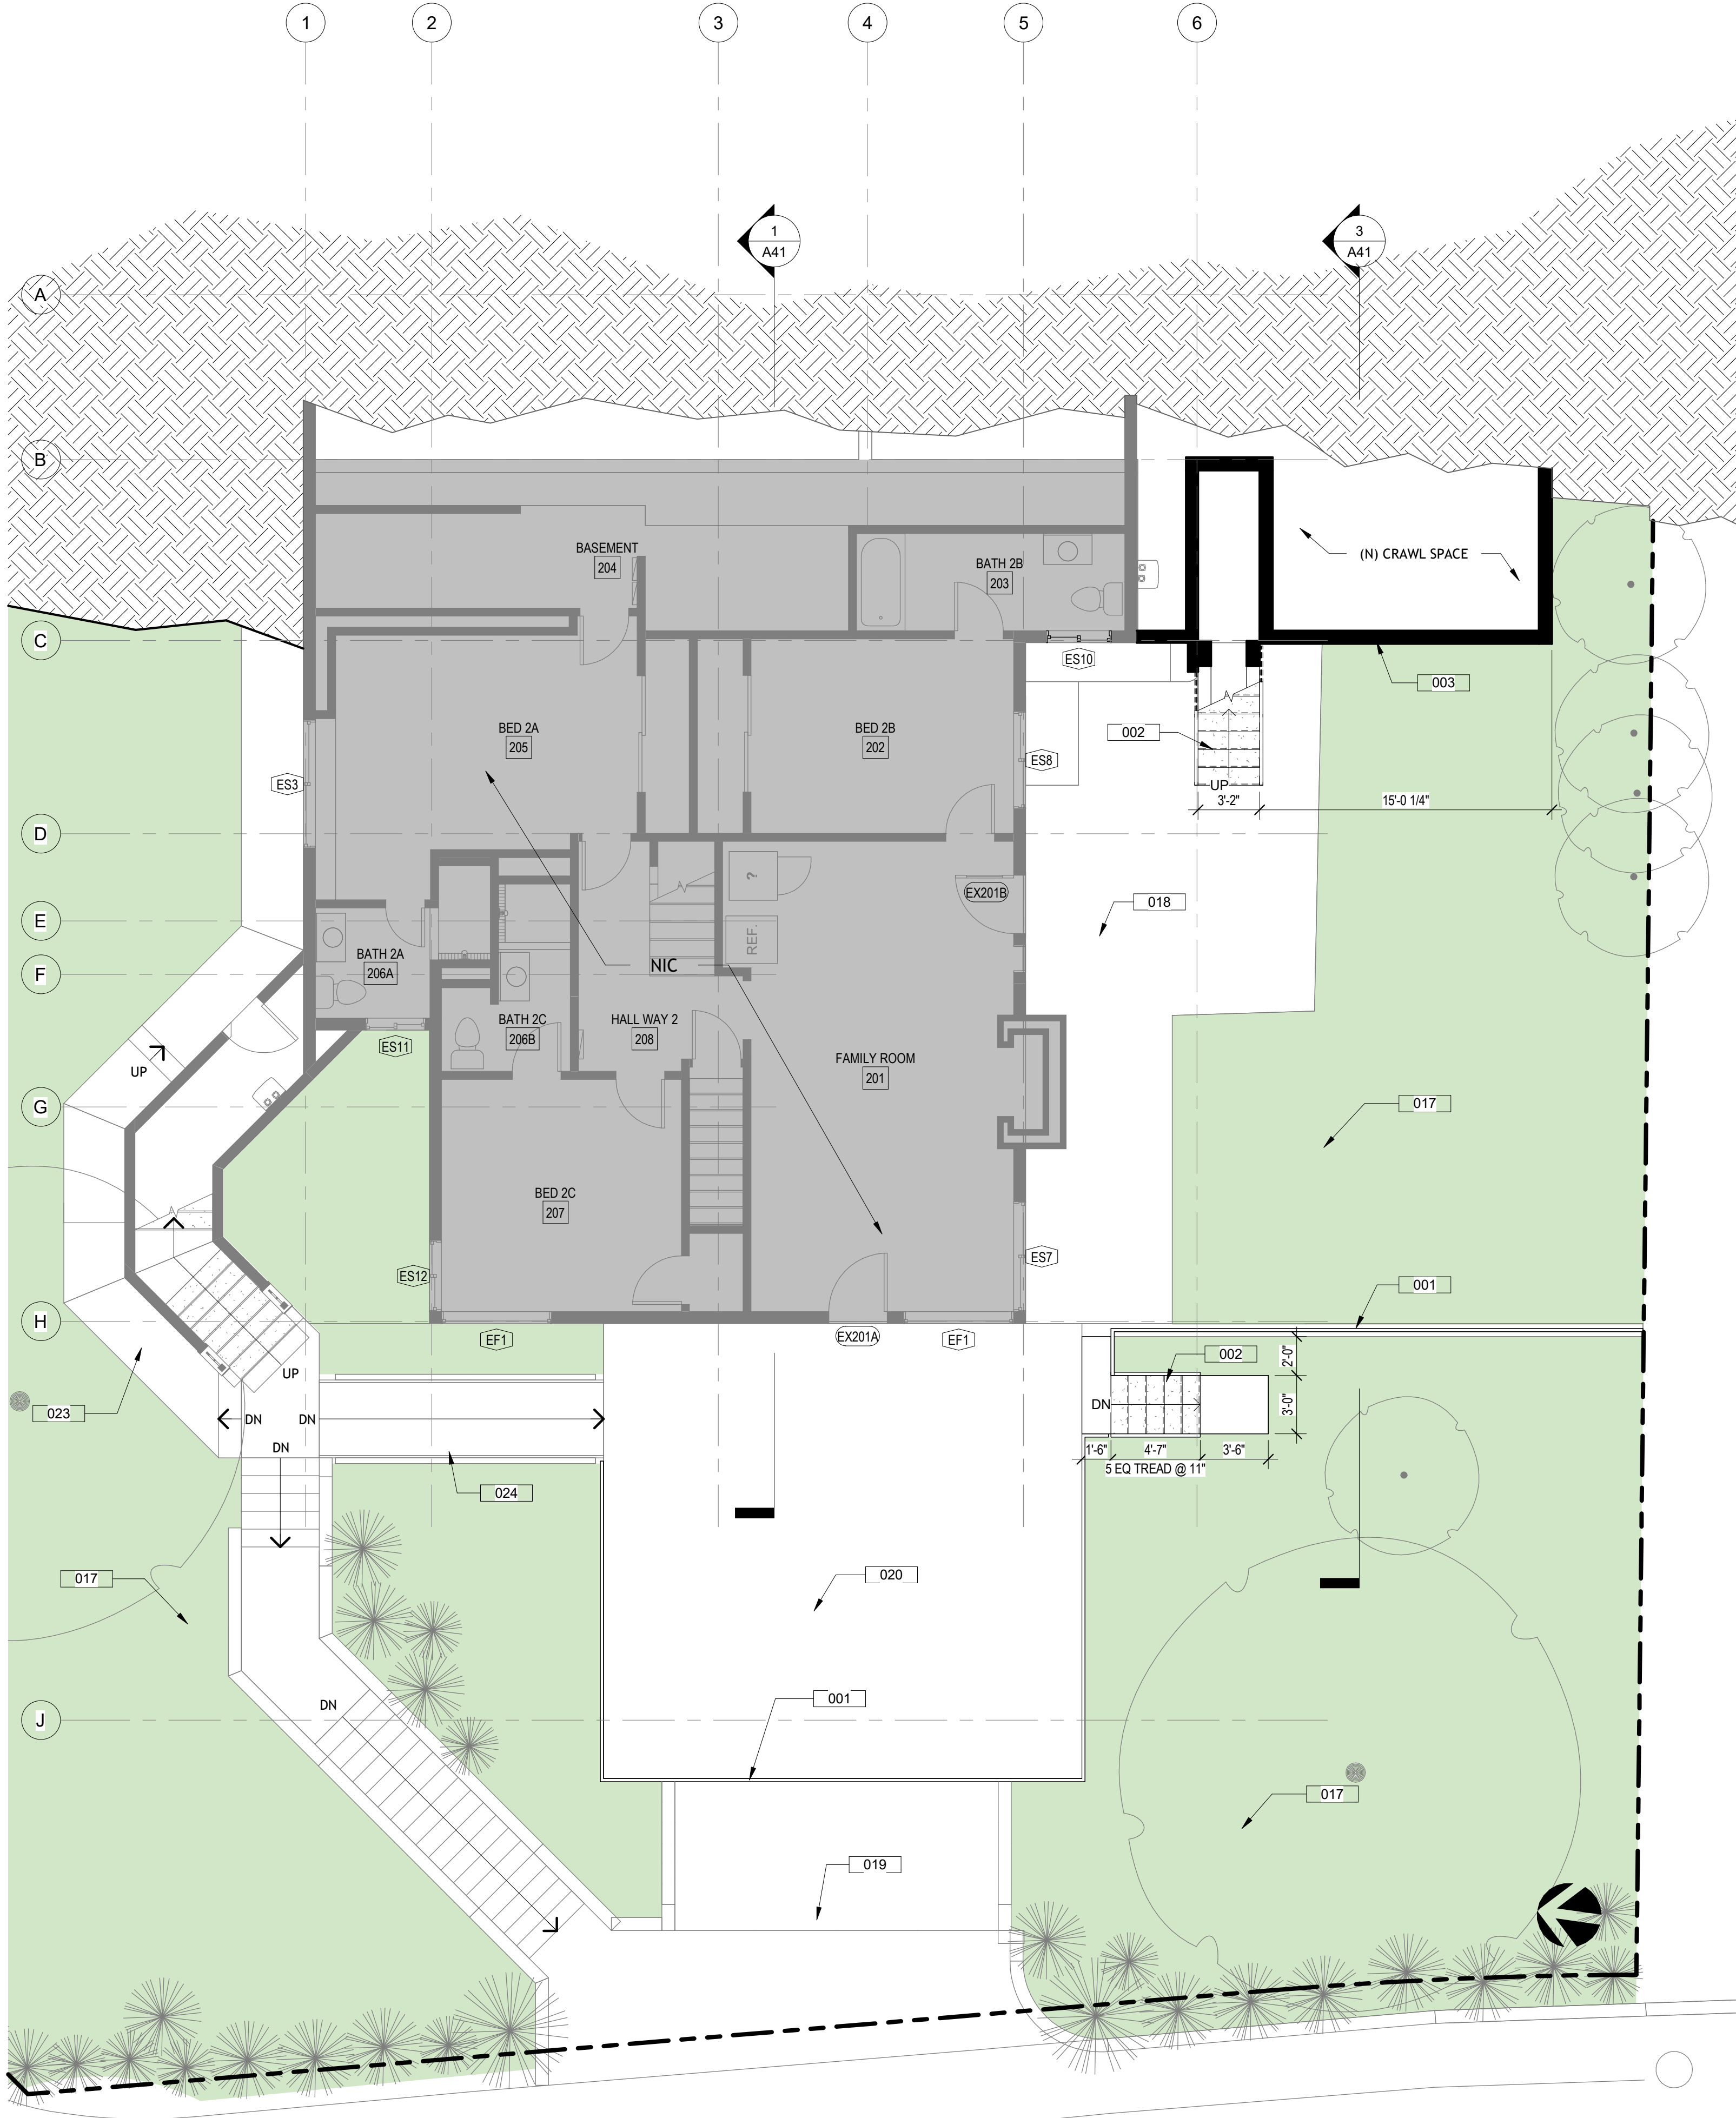 1
2
3
4
5
6
1
A41
3
A41
A
B
BASEMENT
204
BATH 2B
203
(N) CRAWL SPACE
C
ES10
003
BED 2A
205
BED 2B
202
002
ES3
ES8
UP
3'-2"
15'-0 1/4"
D
?
EX201B
018
E
REF.
BATH 2A
206A
NIC
F
BATH 2C
206B
HALL WAY 2
208
ES11
UP
FAMILY ROOM
201
G
017
BED 2C
207
ES12
ES7
001
H
EF1
EX201A
EF1
002
2'-0"
UP
023
DN
DN
DN
DN
3'-0"
1'-6"
4'-7"
3'-6"
5 EQ TREAD @ 11"
024
017
020
001
DN
J
017
019